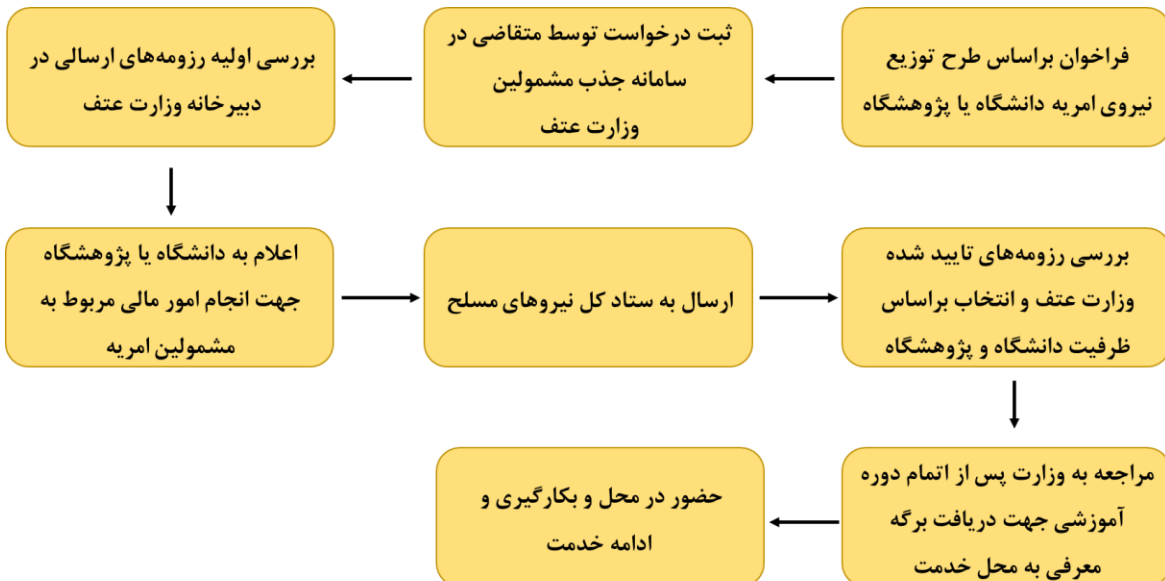 فراخوان براساس طرح توزیع
نیروی امریه دانشگاه یا پژوهشگاه
ثبت درخواست توسط متقاضی در
سامانه جذب مشمولین
وزارت عتف
بررسی اولیه رزومه‌های ارسالی در
دبیرخانه وزارت عتف
اعلام به دانشگاه یا پژوهشگاه
جهت انجام امور مالی مربوط به
مشمولین امریه
ارسال به ستاد کل نیروهای مسلح
بررسی رزومه‌های تایید شده
وزارت عتف و انتخاب براساس
ظرفیت دانشگاه و پژوهشگاه
مراجعه به وزارت پس از اتمام دوره
آموزشی جهت دریافت برگه
معرفی به محل خدمت
حضور در محل و بکارگیری و
ادامه خدمت